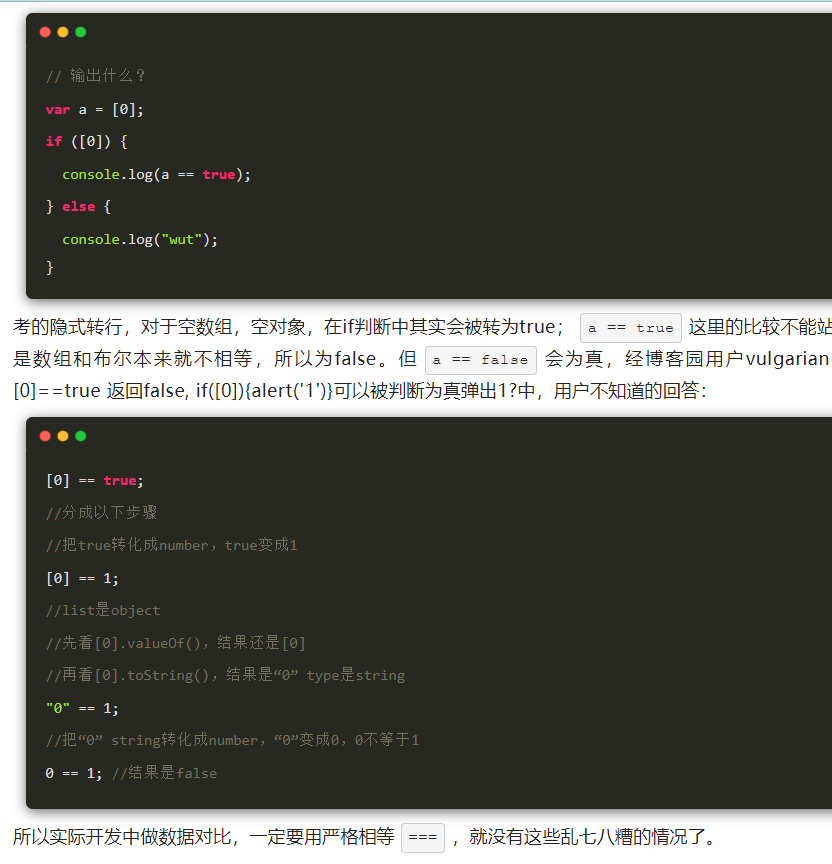 // 输出什么？
var a = [0];
if ([0]) {
  console.log(a == true);
} else {
  console.log("wut");
}
考的隐式转行，对于空数组，空对象，在if判断中其实会被转为true； a == true 这里的比较不能站
是数组和布尔本来就不相等，所以为false。但 a == false 会为真，经博客园用户vulgarian
[0]==true 返回false, if([0]){alert('1')}可以被判断为真弹出1?中，用户不知道的回答：
[0] == true;
//分成以下步骤
//把true转化成number，true变成1
[0] == 1;
//list是object
//先看[0].valueOf()，结果还是[0]
//再看[0].toString()，结果是“0” type是string
"0" == 1;
//把“0” string转化成number，“0”变成0，0不等于1
0 == 1; //结果是false
所以实际开发中做数据对比，一定要用严格相等 === ，就没有这些乱七八糟的情况了。